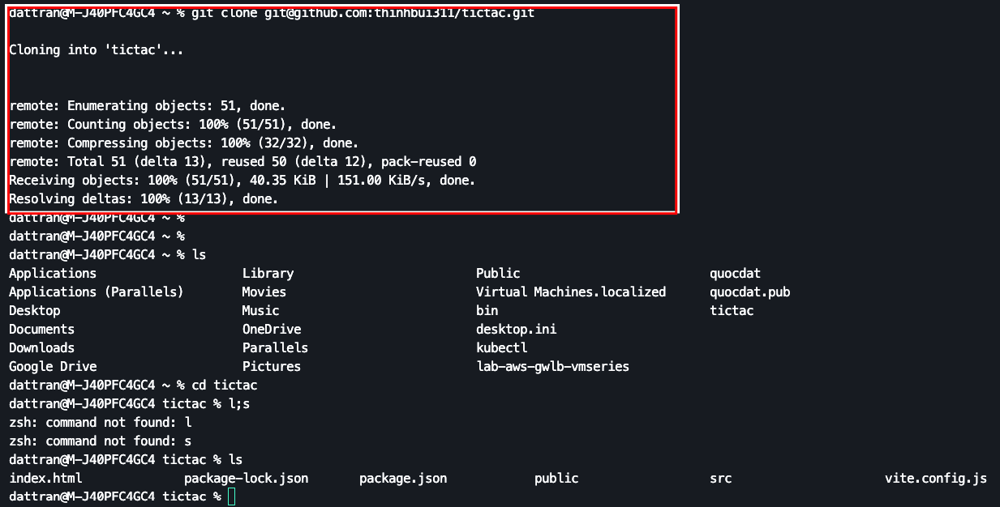 dattran@M-J40PFC4GC4 ~ % git clone git@github.com:thinhbui311/tictac.git
Cloning into 'tictac'...
remote: Enumerating objects: 51, done.
remote: Counting objects: 100% (51/51), done.
remote: Compressing objects: 100% (32/32), done.
remote: Total 51 (delta 13), reused 50 (delta 12), pack-reused 0
Receiving objects: 100% (51/51), 40.35 KiB | 151.00 KiB/s, done.
Resolving deltas: 100% (13/13), done.
dattran@M-J40PFC4GC4 ~ %
dattran@M-J40PFC4GC4 ~ %
dattran@M-J40PFC4GC4 ~ % ls
Applications Library Public quocdat
Applications (Parallels) Movies Virtual Machines.localized quocdat.pub
Desktop Music bin tictac
Documents OneDrive desktop.ini
Downloads Parallels kubectl
Google Drive Pictures lab-aws-gwlb-vmseries
dattran@M-J40PFC4GC4 ~ % cd tictac
dattran@M-J40PFC4GC4 tictac % l;s
zsh: command not found: l
zsh: command not found: s
dattran@M-J40PFC4GC4 tictac % ls
index.html package-lock.json package.json public src vite.config.js
dattran@M-J40PFC4GC4 tictac %